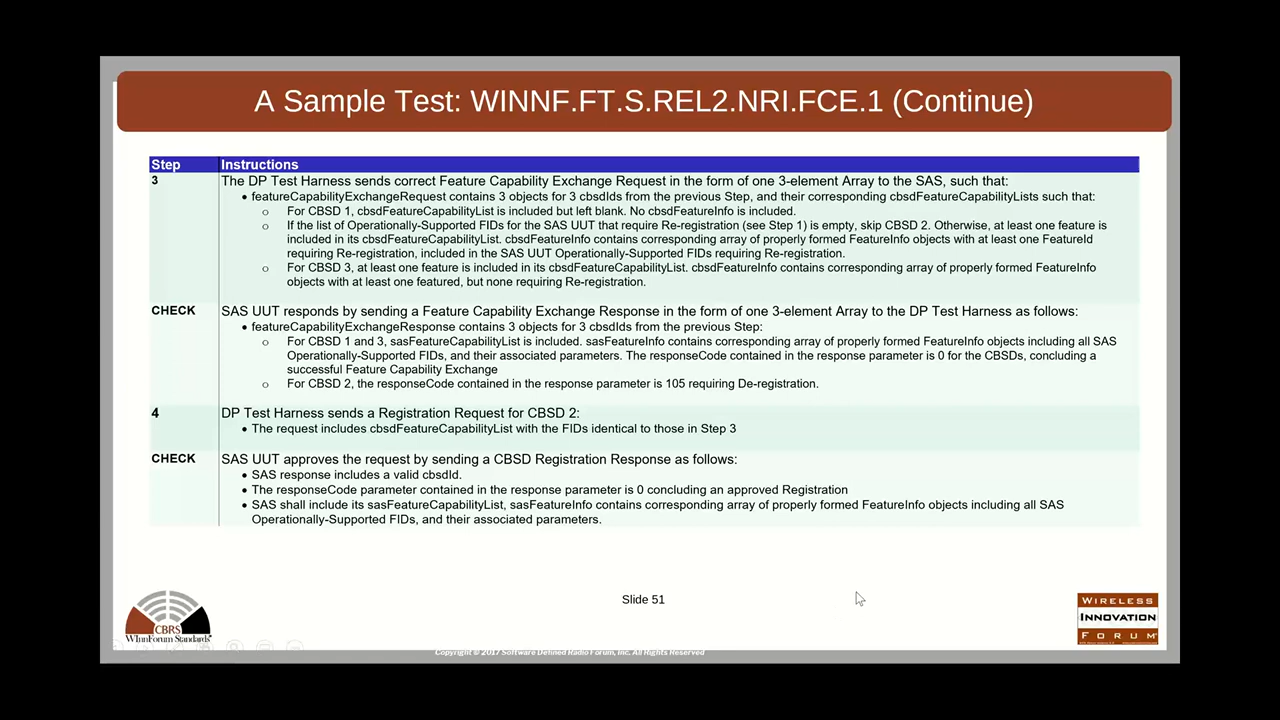 A Sample Test: WINNF.FT.S.REL2.NRI.FCE.1 (Continue)
Step Instructions
3 The DP Test Harness sends correct Feature Capability Exchange Request in the form of one 3-element Array to the SAS, such that:
• featureCapabilityExchangeRequest contains 3 objects for 3 cbsdIds from the previous Step, and their corresponding cbsdFeatureCapabilityLists such that:
o For CBSD 1, cbsdFeatureCapabilityList is included but left blank. No cbsdFeatureInfo is included.
o If the list of Operationally-Supported FIDs for the SAS UUT that require Re-registration (see Step 1) is empty, skip CBSD 2. Otherwise, at least one feature is
included in its cbsdFeatureCapabilityList. cbsdFeatureInfo contains corresponding array of properly formed FeatureInfo objects with at least one FeatureId
requiring Re-registration, included in the SAS UUT Operationally-Supported FIDs requiring Re-registration.
o For CBSD 3, at least one feature is included in its cbsdFeatureCapabilityList. cbsdFeatureInfo contains corresponding array of properly formed FeatureInfo
objects with at least one featured, but none requiring Re-registration.
CHECK SAS UUT responds by sending a Feature Capability Exchange Response in the form of one 3-element Array to the DP Test Harness as follows:
• featureCapabilityExchangeResponse contains 3 objects for 3 cbsdIds from the previous Step:
o For CBSD 1 and 3, sasFeatureCapabilityList is included. sasFeatureInfo contains corresponding array of properly formed FeatureInfo objects including all SAS
Operationally-Supported FIDs, and their associated parameters. The responseCode contained in the response parameter is 0 for the CBSDs, concluding a
successful Feature Capability Exchange
o For CBSD 2, the responseCode contained in the response parameter is 105 requiring De-registration.
4 DP Test Harness sends a Registration Request for CBSD 2:
• The request includes cbsdFeatureCapabilityList with the FIDs identical to those in Step 3
CHECK SAS UUT approves the request by sending a CBSD Registration Response as follows:
• SAS response includes a valid cbsdId.
• The responseCode parameter contained in the response parameter is 0 concluding an approved Registration
• SAS shall include its sasFeatureCapabilityList, sasFeatureInfo contains corresponding array of properly formed FeatureInfo objects including all SAS
Operationally-Supported FIDs, and their associated parameters.
CBRS
WInnForum Standards
Slide 51
WIRELESS
INNOVATION
FORUM
Copyright © 2017 Software Defined Radio Forum, Inc. All Rights Reserved